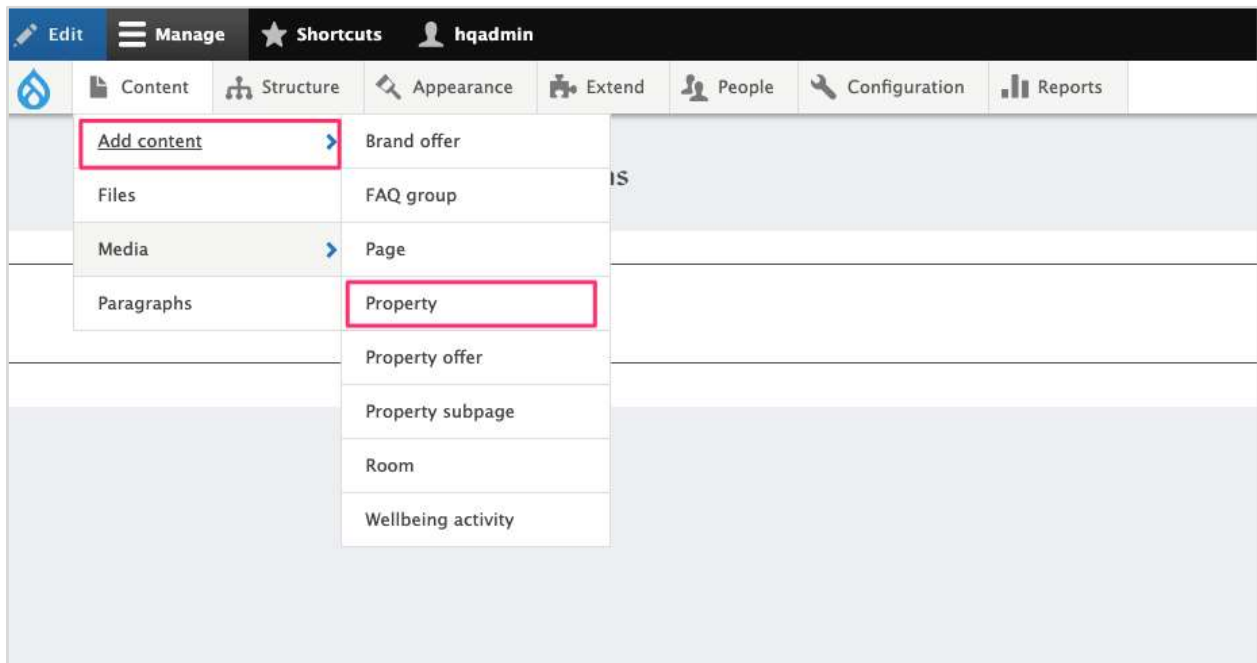 Edit Manage Shortcuts hqadmin
Content Structure Appearance Extend People Configuration Reports
Add content
Files
Media
Paragraphs
Brand offer
FAQ group
Page
Property
Property offer
Property subpage
Room
Wellbeing activity